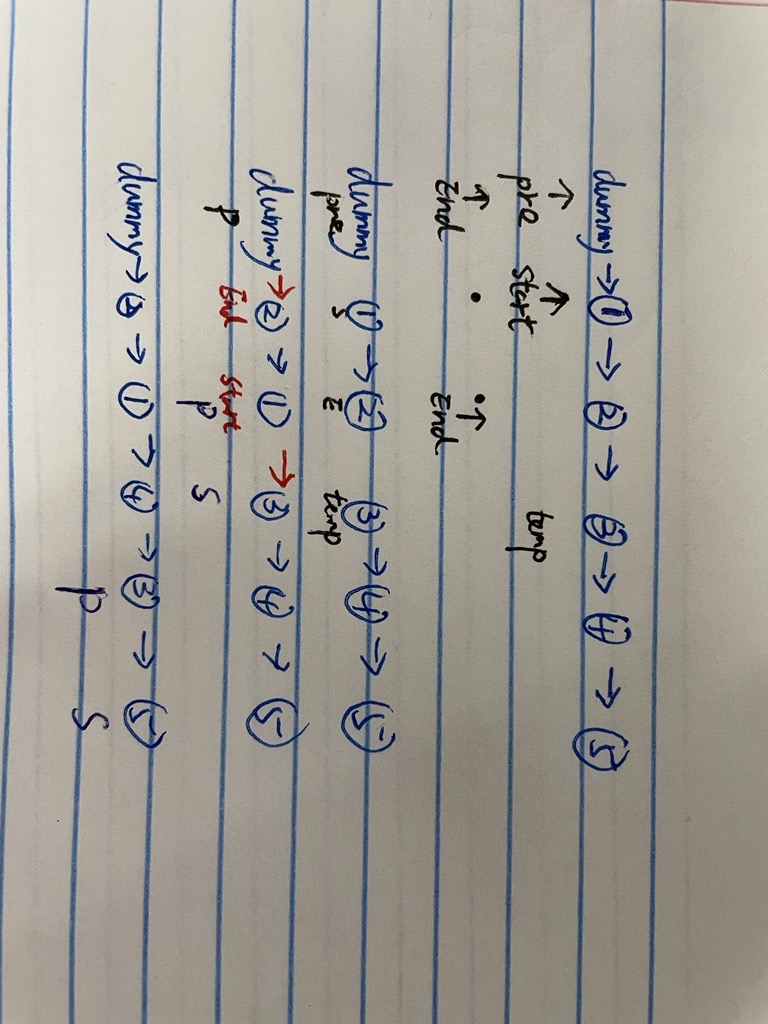 dummy → ① → ② → ③ → ④ → ⑤
↑ ↑
pre start temp
↑ ↑
End End
dummy ① → ② ③ → ④ → ⑤
pre S E temp
dummy → ② → ① → ③ → ④ → ⑤
P End start
P S
dummy → ② → ① → ④ → ③ → ⑤
P S